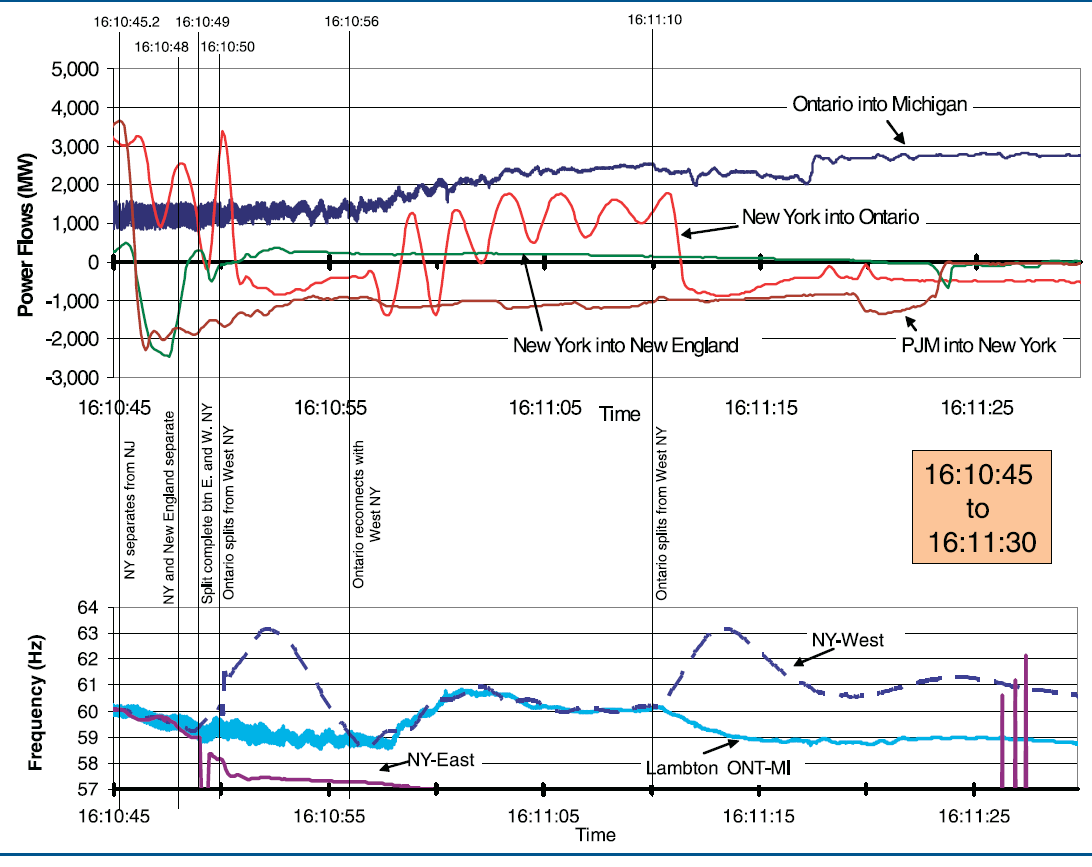 16:10:45.2 16:10:49 16:10:56 16:11:10
16:10:48 16:10:50
5,000
4,000
3,000
2,000
1,000
0
-1,000
-2,000
-3,000
Power Flows (MW)
Ontario into Michigan
New York into Ontario
New York into New England
PJM into New York
16:10:45 16:10:55 16:11:05 16:11:15 16:11:25
Time
NY separates from NJ
NY and New England separate
Split complete btn E. and W. NY
Ontario splits from West NY
Ontario reconnects with
West NY
Ontario splits from West NY
16:10:45
to
16:11:30
64
63
62
61
60
59
58
57
Frequency (Hz)
NY-West
NY-East
Lambton ONT-MI
16:10:45 16:10:55 16:11:05 16:11:15 16:11:25
Time